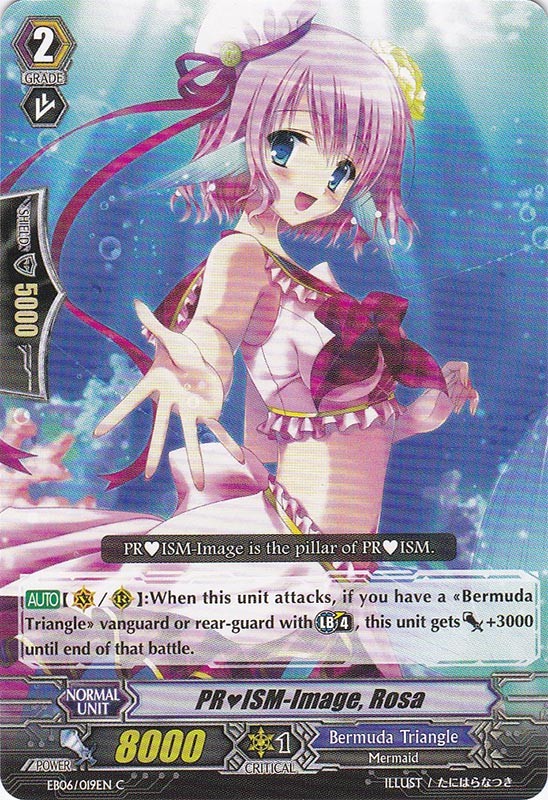 2
GRADE
SHIELD
5000
PR♥ISM-Image is the pillar of PR♥ISM.
AUTO【 V / R 】:When this unit attacks, if you have a «Bermuda
Triangle» vanguard or rear-guard with LB4, this unit gets +3000
until end of that battle.
NORMAL
UNIT
PR♥ISM-Image, Rosa
POWER
8000
1
CRITICAL
Bermuda Triangle
Mermaid
EB06/019EN C
ILLUST / たにはらなつき